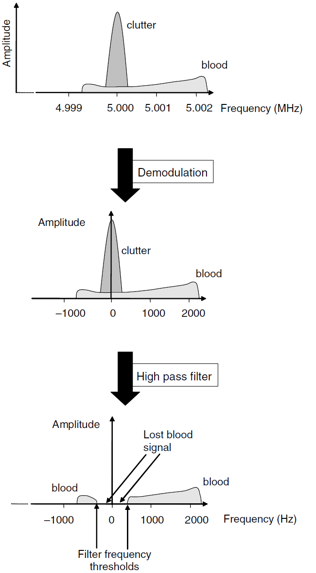 Amplitude
clutter
blood
4.999 5.000 5.001 5.002 Frequency (MHz)
Demodulation
Amplitude
clutter
blood
−1000 0 1000 2000
High pass filter
Amplitude
Lost blood
signal
blood
blood
−1000 0 1000 2000 Frequency (Hz)
Filter frequency
thresholds